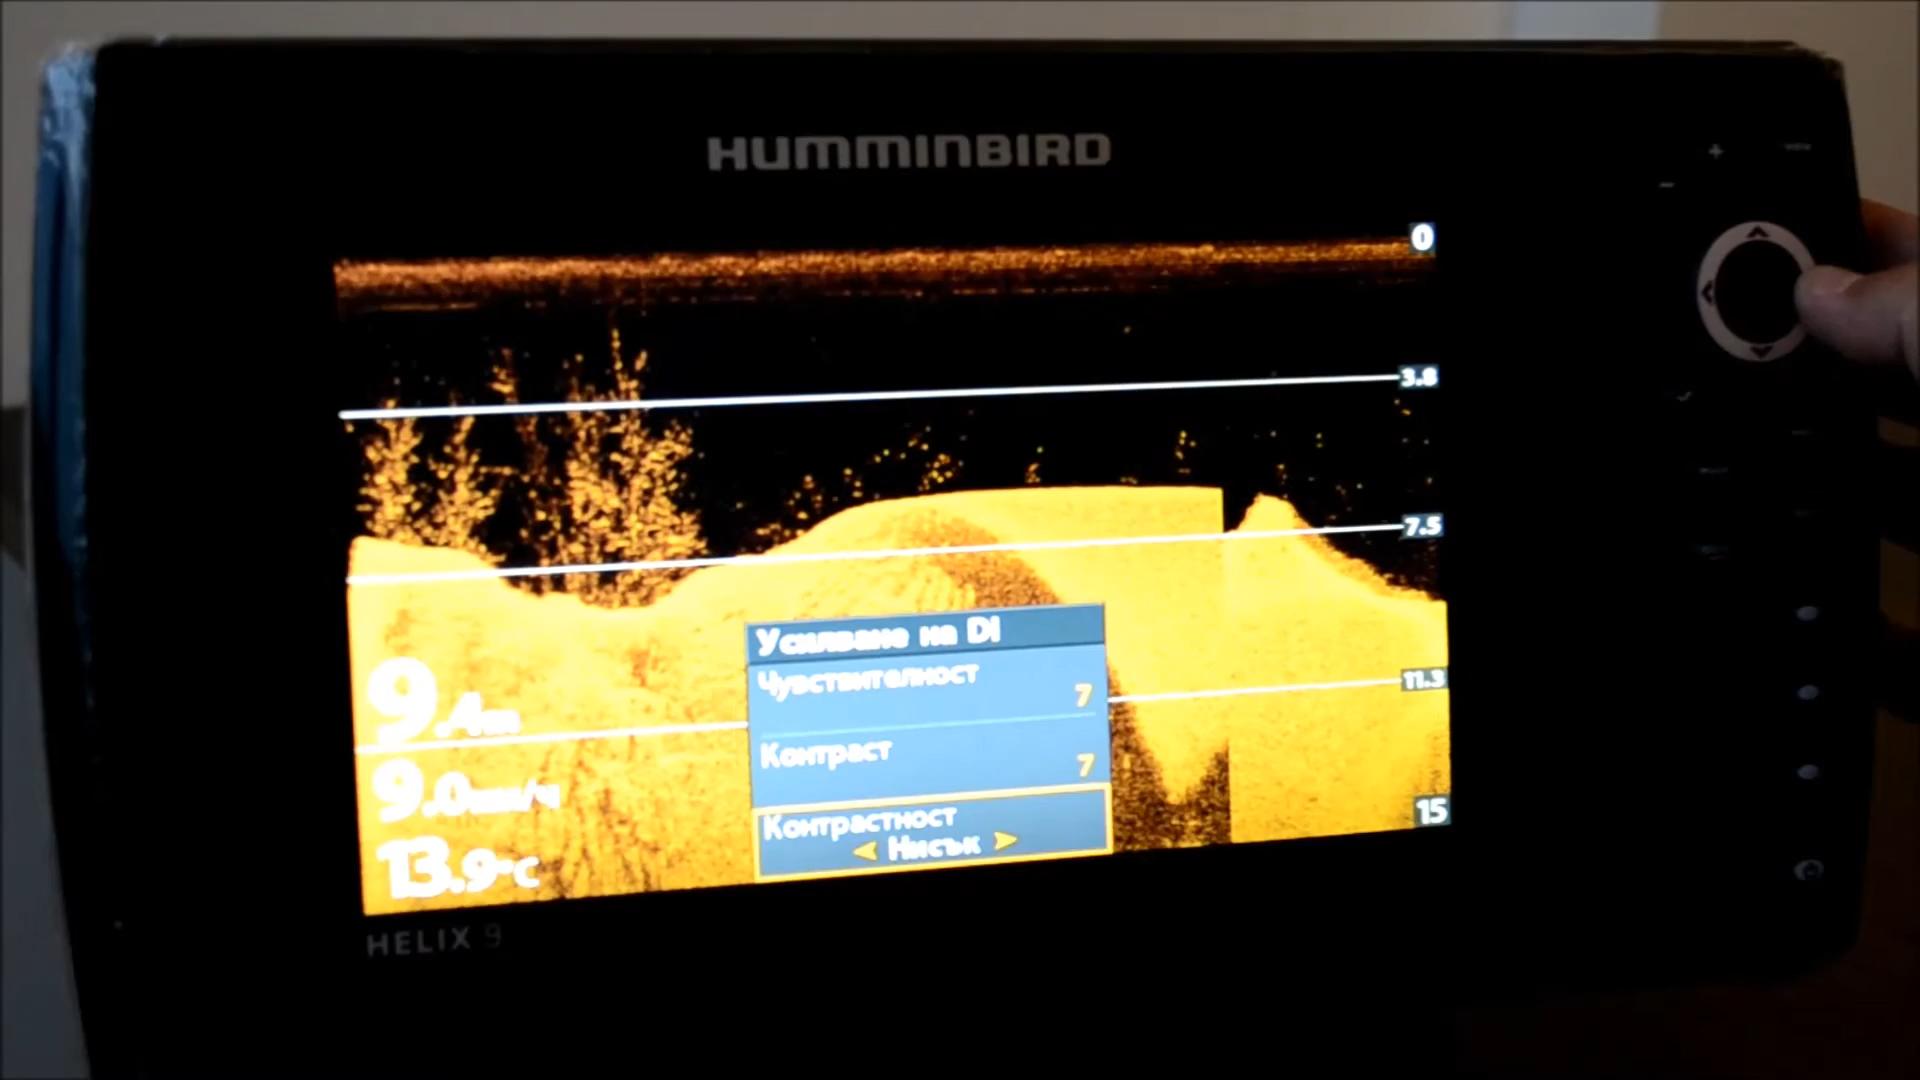 HUMMINBIRD
0
3.8
7.5
11.3
15
9.4m
9.0км/ч
13.9°C
Усилване на DI
Чувствителност
7
Контраст
7
Контрастност
Нисък
HELIX 9